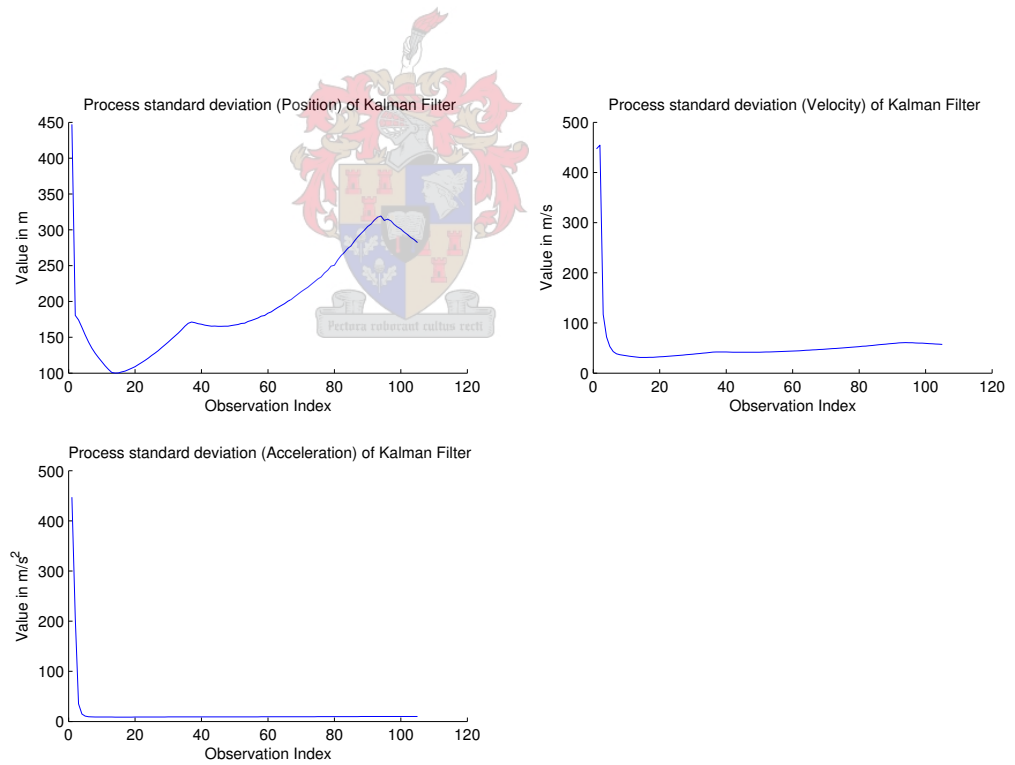 Process standard deviation (Position) of Kalman Filter
450
400
350
300
250
200
150
100
Value in m
0 20 40 60 80 100 120
Observation Index
Process standard deviation (Velocity) of Kalman Filter
500
400
300
200
100
0
Value in m/s
0 20 40 60 80 100 120
Observation Index
Pectora roborant cultus recti
Process standard deviation (Acceleration) of Kalman Filter
500
400
300
200
100
0
Value in m/s²
0 20 40 60 80 100 120
Observation Index